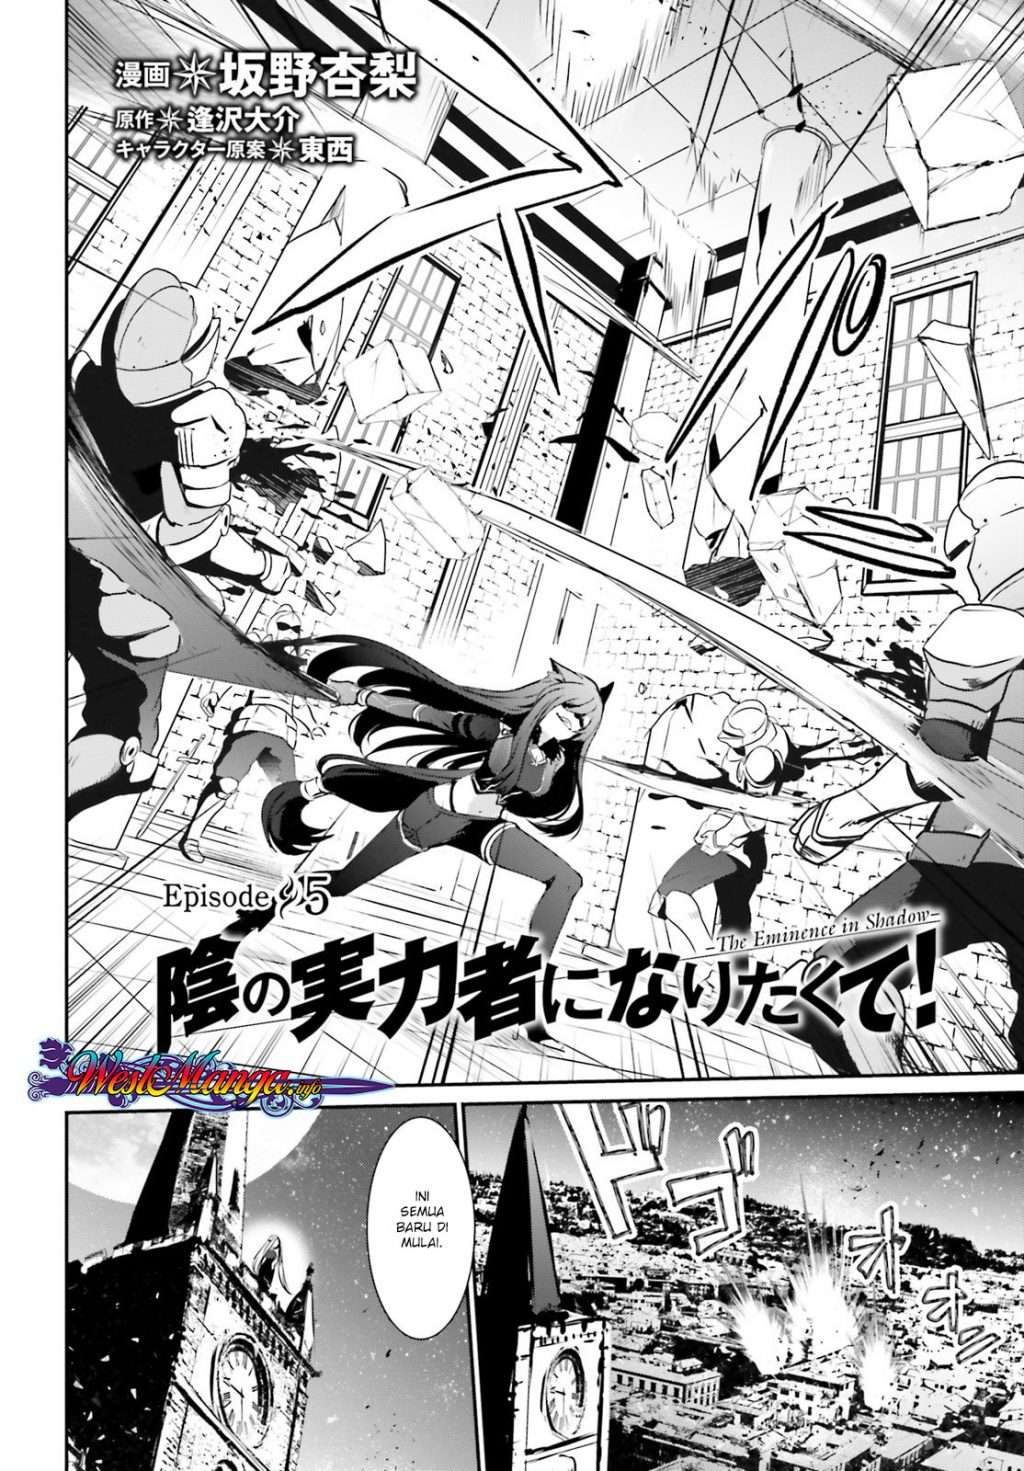 漫画 坂野杏梨
原作 逢沢大介
キャラクター原案 東西
Episode 5
–The Eminence in Shadow–
陰の実力者になりたくて!
WestManga.info
INI
SEMUA
BARU DI
MULAI.
ドゴ
オオン